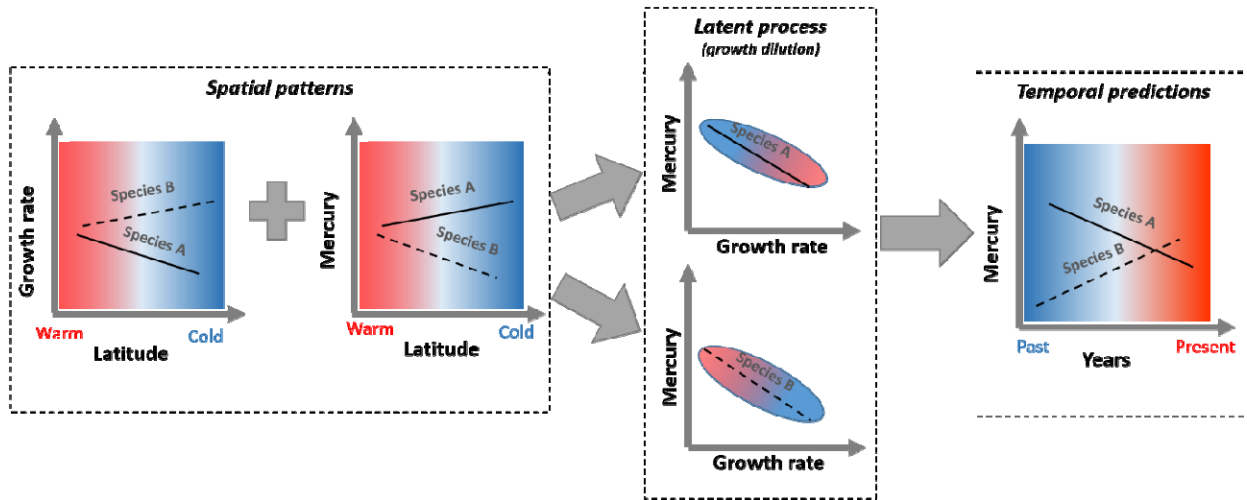 Spatial patterns
Growth rate
Species B
Species A
Warm
Cold
Latitude
Mercury
Species A
Species B
Warm
Cold
Latitude
Latent process
(growth dilution)
Mercury
Species A
Growth rate
Mercury
Species B
Growth rate
Temporal predictions
Mercury
Species A
Species B
Past
Present
Years